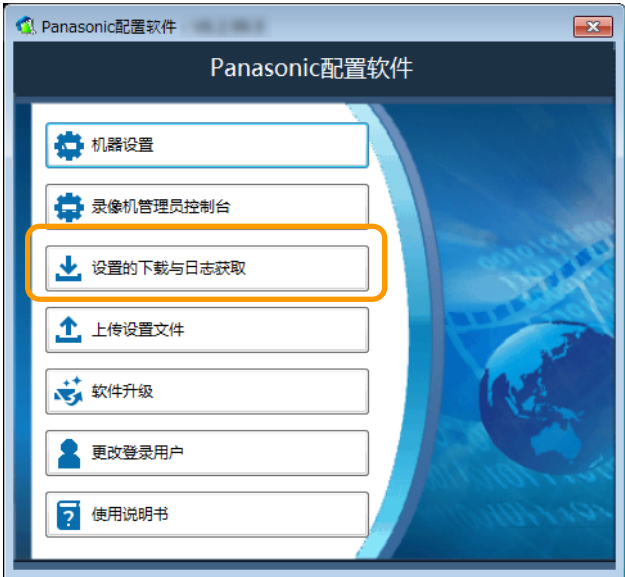 Panasonic配置软件
Panasonic配置软件
机器设置
录像机管理员控制台
设置的下载与日志获取
上传设置文件
软件升级
更改登录用户
使用说明书